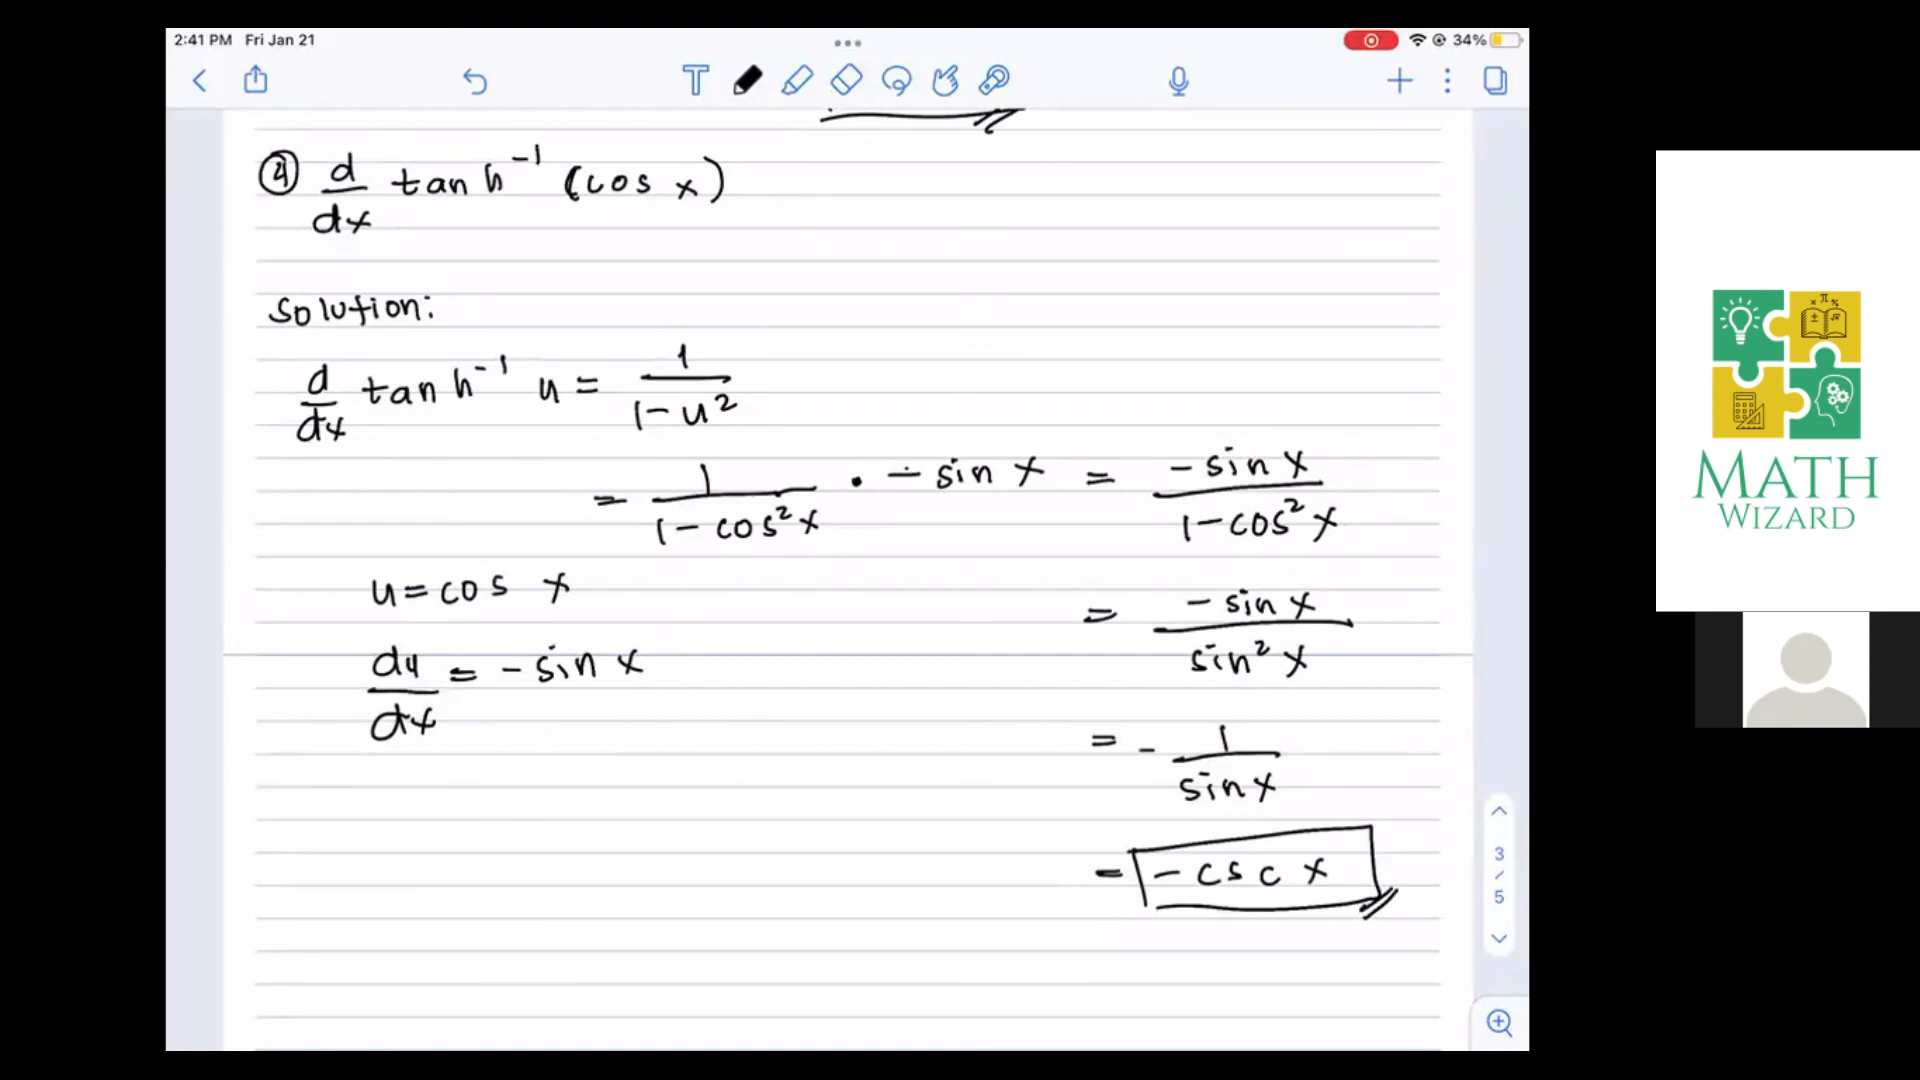 2:41 PM Fri Jan 21
34%
④ d/dx tanh⁻¹ (cos x)
Solution:
d/dx tanh⁻¹ u = 1/(1-u²)
= 1/(1-cos²x) · -sin x = -sin x/(1-cos²x)
u = cos x
= -sin x/sin²x
du/dx = -sin x
= - 1/sin x
= -csc x
3/5
MATH
WIZARD